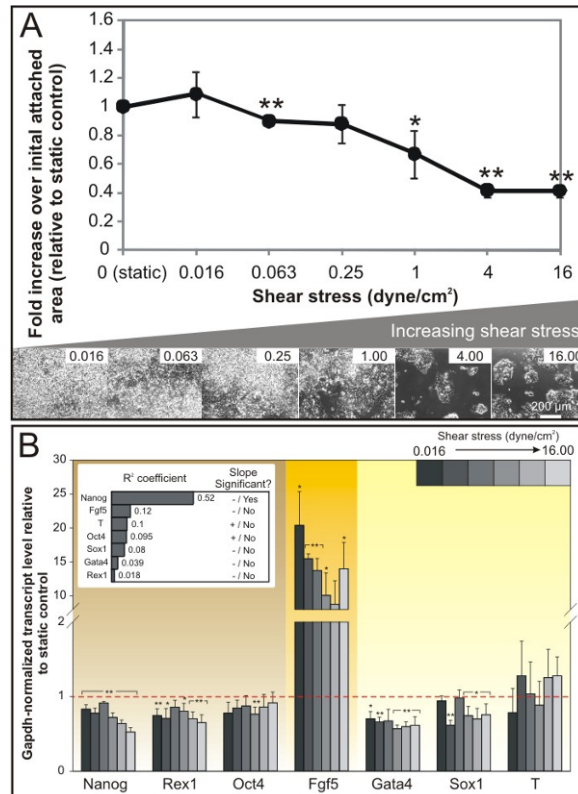 A
Fold increase over inital attached
area (relative to static control)
1.6
1.4
1.2
1
0.8
0.6
0.4
0.2
0
**
*
**
**
0 (static) 0.016 0.063 0.25 1 4 16
Shear stress (dyne/cm²)
Increasing shear stress
0.016 0.063 0.25 1.00 4.00 16.00
200 µm
B
Gapdh-normalized transcript level relative
to static control
30
25
20
15
10
2
1
0
R² coefficient
Slope
Significant?
Nanog 0.52 - / Yes
Fgf5 0.12 - / No
T 0.1 + / No
Oct4 0.095 + / No
Sox1 0.08 - / No
Gata4 0.039 - / No
Rex1 0.018 - / No
Shear stress (dyne/cm²)
0.016 16.00
* ** * *
** ** * * ** ** * ** ** ** *
Nanog Rex1 Oct4 Fgf5 Gata4 Sox1 T